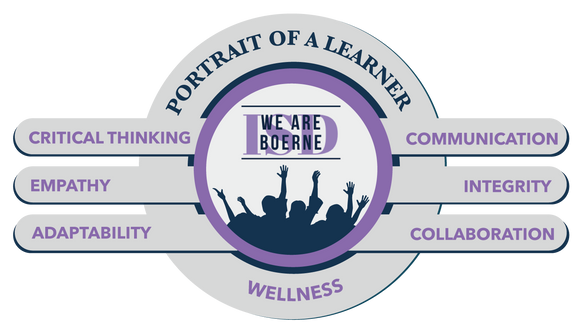 PORTRAIT OF A LEARNER
ISD
WE ARE
BOERNE
CRITICAL THINKING
EMPATHY
ADAPTABILITY
COMMUNICATION
INTEGRITY
COLLABORATION
WELLNESS